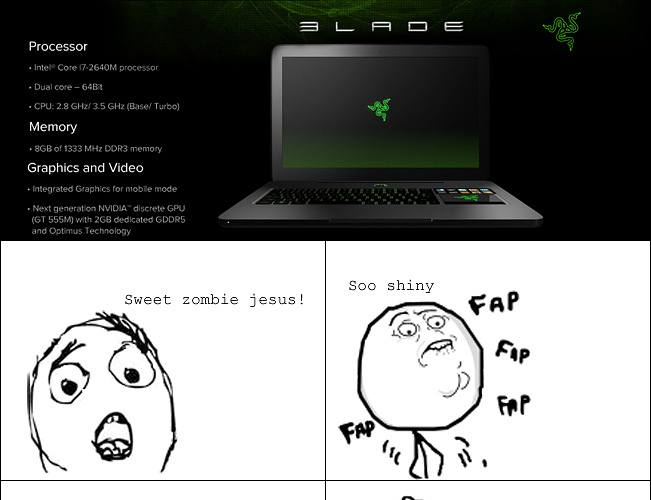 BLADE
Processor
• Intel® Core i7-2640M processor
• Dual core – 64Bit
• CPU: 2.8 GHz/ 3.5 GHz (Base/ Turbo)
Memory
• 8GB of 1333 MHz DDR3 memory
Graphics and Video
• Integrated Graphics for mobile mode
• Next generation NVIDIA™ discrete GPU
(GT 555M) with 2GB dedicated GDDR5
and Optimus Technology
Sweet zombie jesus!
Soo shiny
FAP
FAP
FAP
FAP